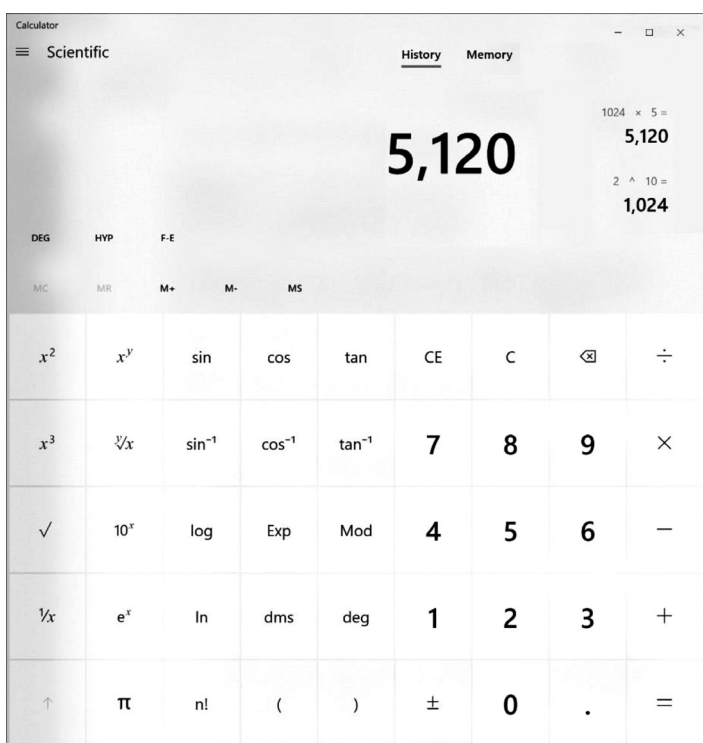 Calculator
Scientific
History Memory
1024 × 5 =
5,120
5,120
2 ^ 10 =
1,024
DEG HYP F-E
MC MR M+ M- MS
x² xʸ sin cos tan CE C ⌫ ÷
x³ ʸ√x sin⁻¹ cos⁻¹ tan⁻¹ 7 8 9 ×
√ 10ˣ log Exp Mod 4 5 6 −
¹/x eˣ ln dms deg 1 2 3 +
↑ π n! ( ) ± 0 . =